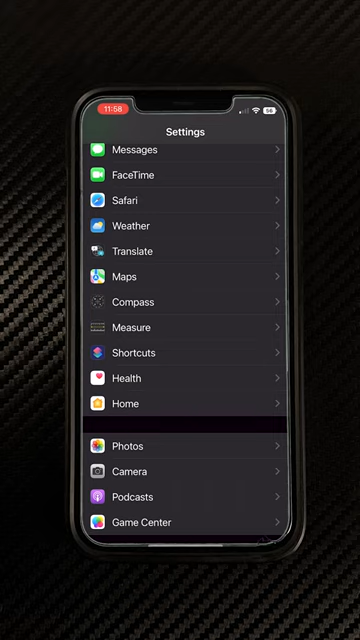 11:58
56
Settings
Messages
FaceTime
Safari
Weather
Translate
Maps
Compass
Measure
Shortcuts
Health
Home
Photos
Camera
Podcasts
Game Center